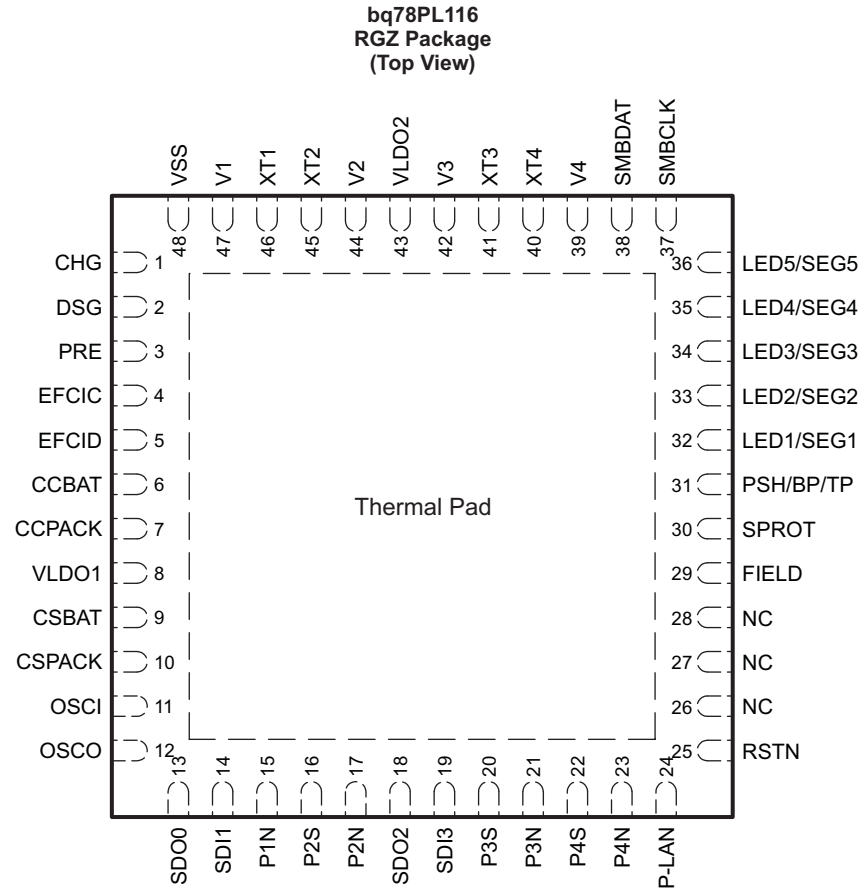 bq78PL116
RGZ Package
(Top View)
VSS
V1
XT1
XT2
V2
VLDO2
V3
XT3
XT4
V4
SMBDAT
SMBCLK
48
47
46
45
44
43
42
41
40
39
38
37
CHG 1
DSG 2
PRE 3
EFCIC 4
EFCID 5
CCBAT 6
CCPACK 7
VLDO1 8
CSBAT 9
CSPACK 10
OSCI 11
OSCO 12
Thermal Pad
36 LED5/SEG5
35 LED4/SEG4
34 LED3/SEG3
33 LED2/SEG2
32 LED1/SEG1
31 PSH/BP/TP
30 SPROT
29 FIELD
28 NC
27 NC
26 NC
25 RSTN
13
14
15
16
17
18
19
20
21
22
23
24
SDO0
SDI1
P1N
P2S
P2N
SDO2
SDI3
P3S
P3N
P4S
P4N
P-LAN